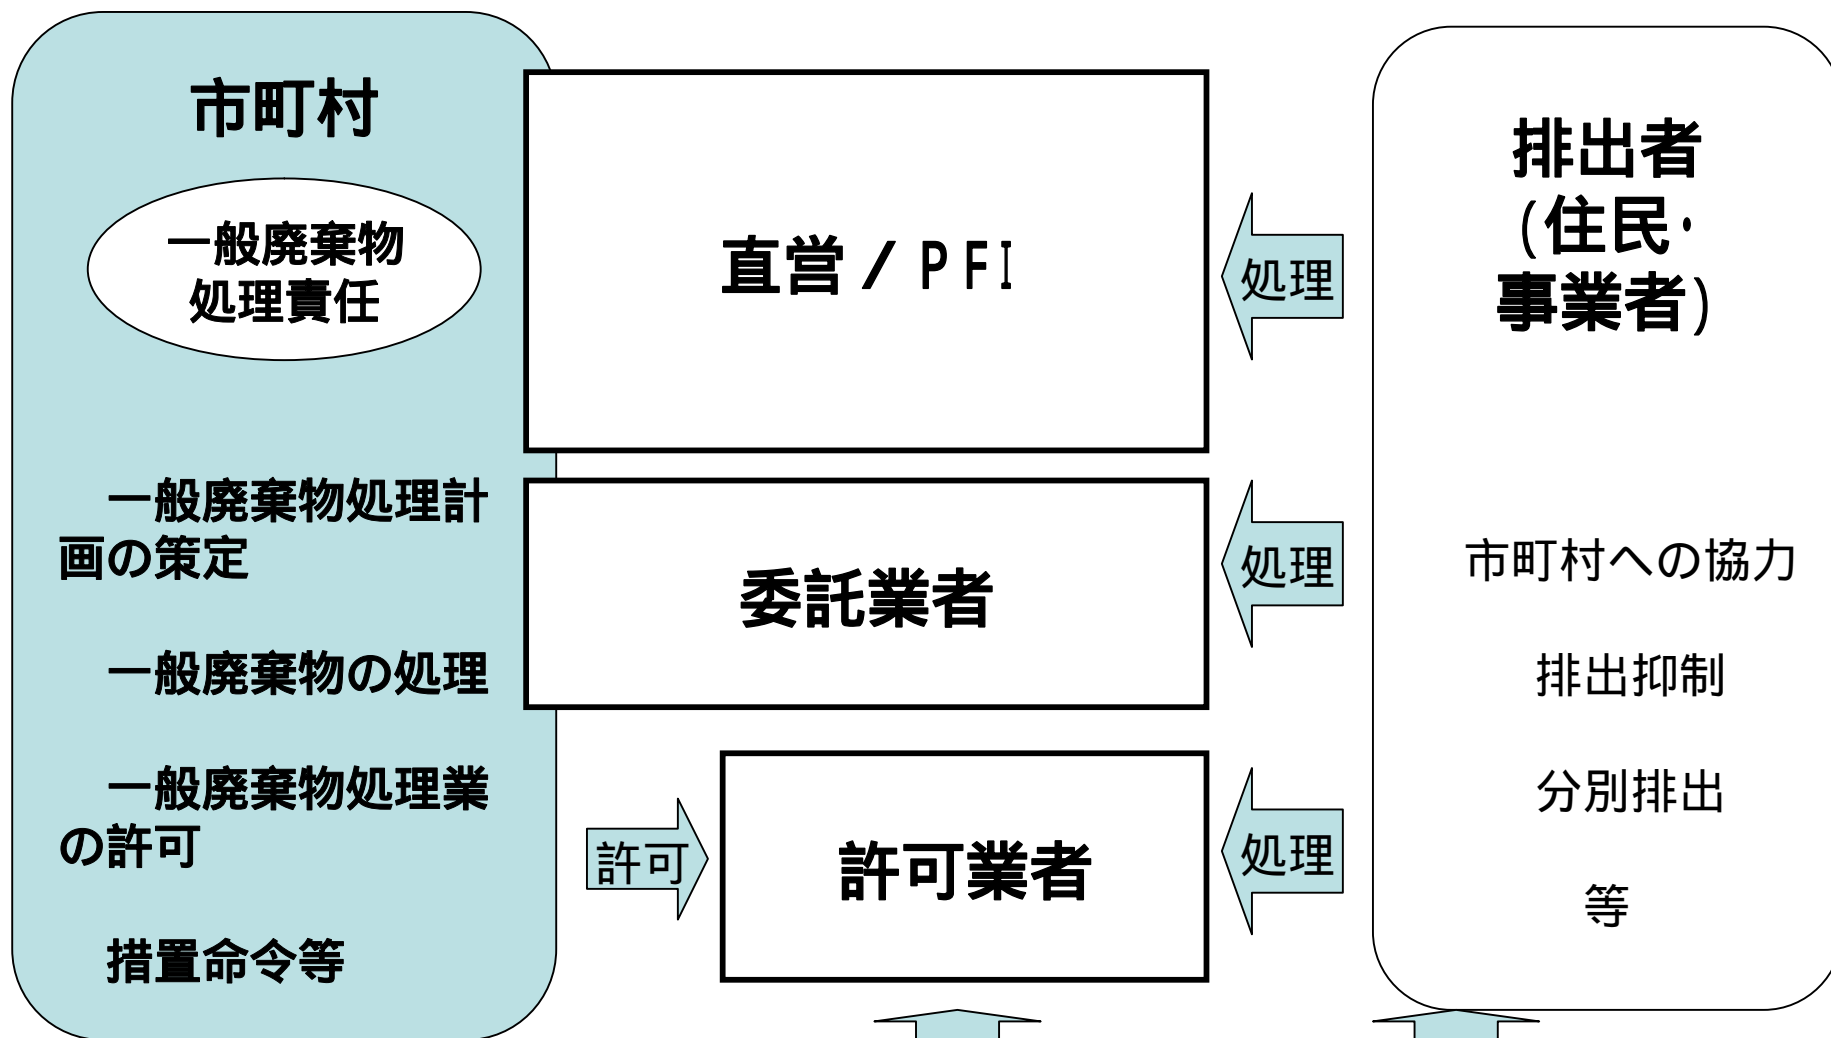 市町村
一般廃棄物
処理責任
一般廃棄物処理計
画の策定
一般廃棄物の処理
一般廃棄物処理業
の許可
措置命令等
直営/PFI
委託業者
許可
許可業者
処理
処理
処理
排出者
(住民・
事業者)
市町村への協力
排出抑制
分別排出
等